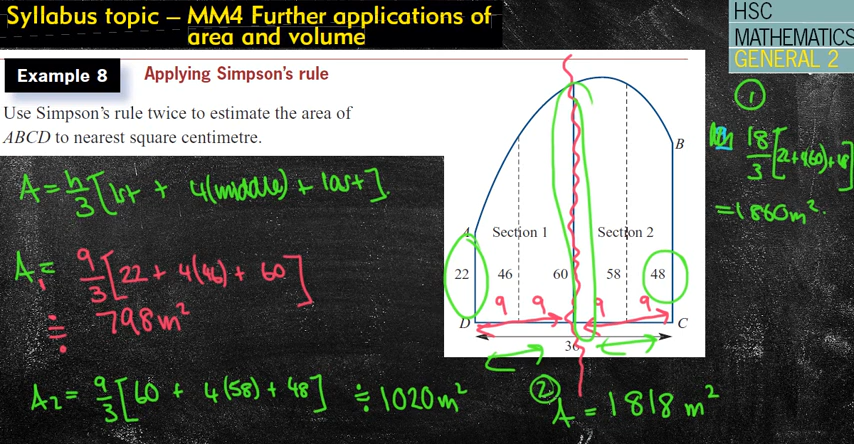 Syllabus topic – MM4 Further applications of
area and volume
HSC
MATHEMATICS
GENERAL 2
Example 8
Applying Simpson's rule
Use Simpson's rule twice to estimate the area of
ABCD to nearest square centimetre.
A = h/3 [1st + 4(middle) + last].
A₁ = 9/3 [22 + 4(46) + 60]
≑ 798 m²
A₂ = 9/3 [60 + 4(58) + 48] ≑ 1020 m²
B
A
Section 1
Section 2
22
46
60
58
48
9
9
9
9
D
C
36
② A = 1818 m²
①
18/3 [22 + 4(60) + 48]
= 1860 m².